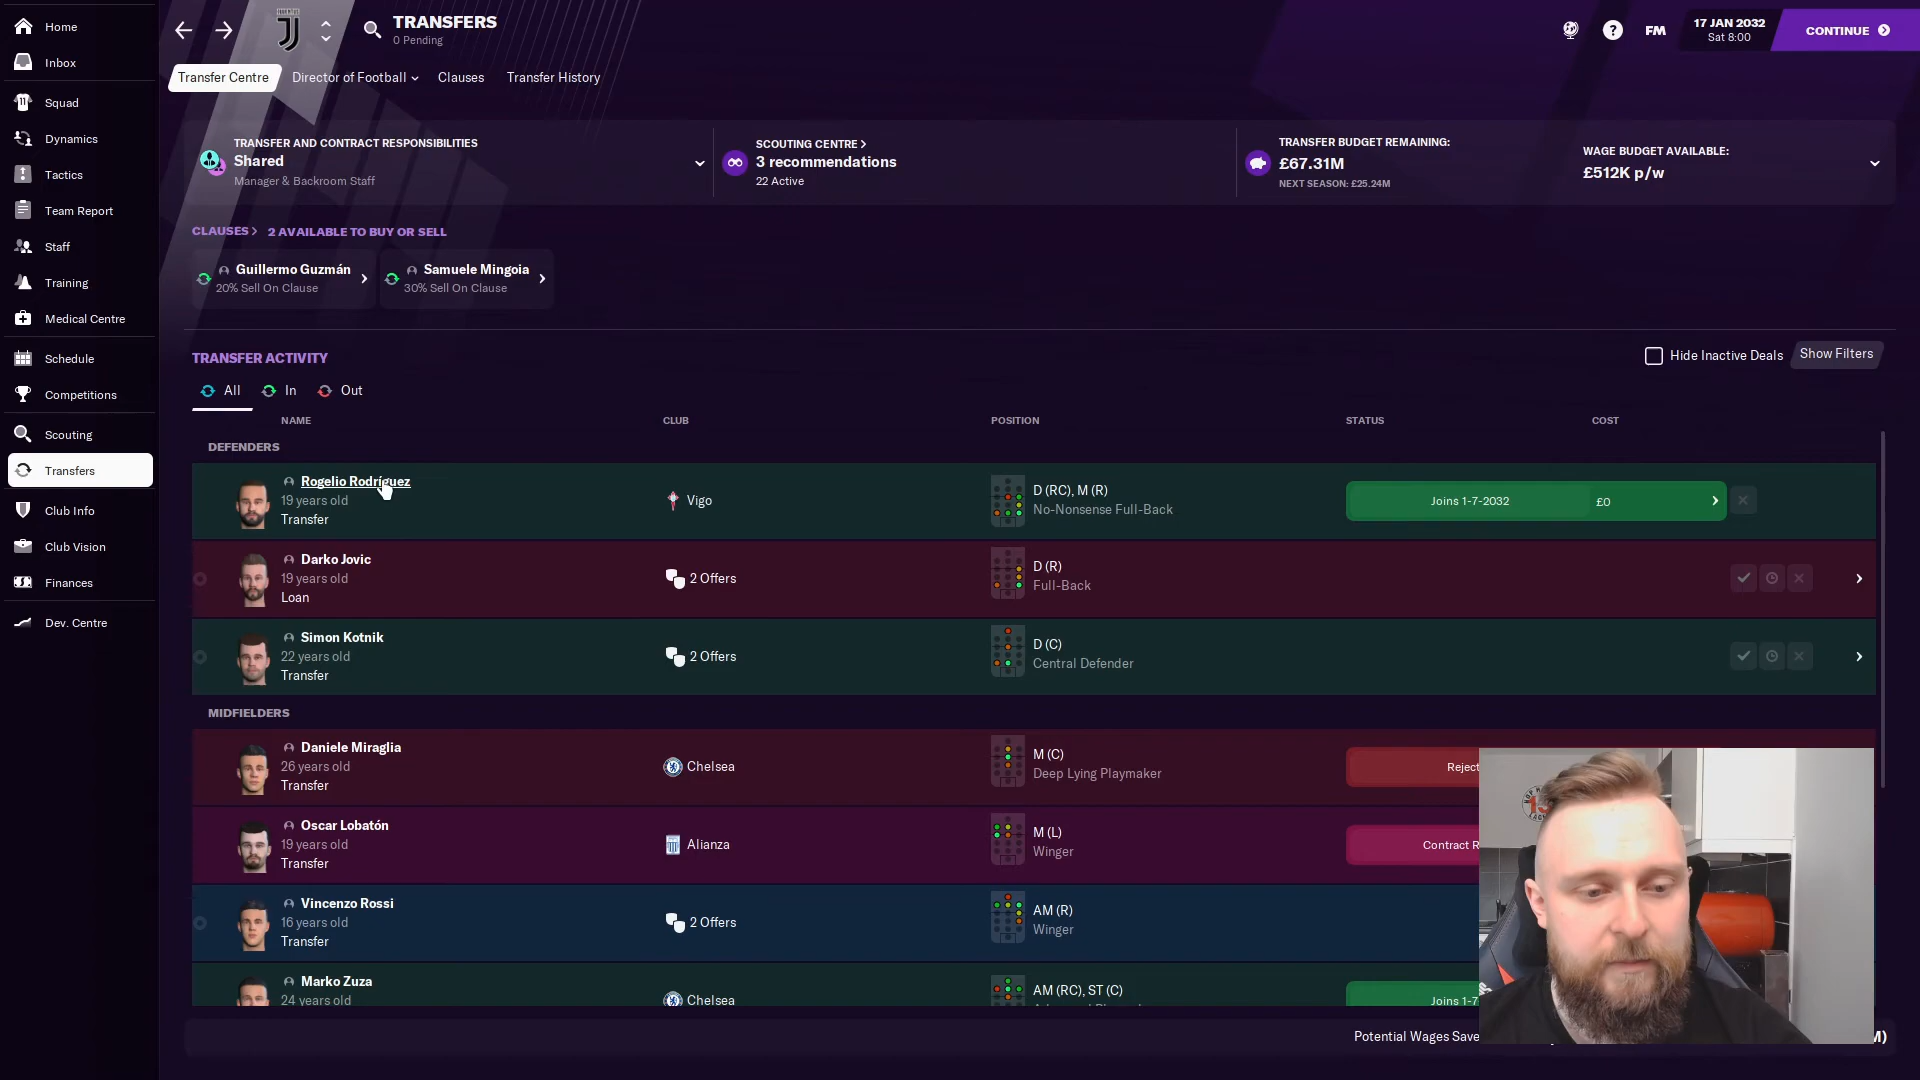 Home
Inbox
Squad
Dynamics
Tactics
Team Report
Staff
Training
Medical Centre
Schedule
Competitions
Scouting
Transfers
Club Info
Club Vision
Finances
Dev. Centre
TRANSFERS
0 Pending
FM
17 JAN 2032
Sat 8:00
CONTINUE
Transfer Centre
Director of Football
Clauses
Transfer History
TRANSFER AND CONTRACT RESPONSIBILITIES
Shared
Manager & Backroom Staff
SCOUTING CENTRE >
3 recommendations
22 Active
TRANSFER BUDGET REMAINING:
£67.31M
NEXT SEASON: £25.24M
WAGE BUDGET AVAILABLE:
£512K p/w
CLAUSES > 2 AVAILABLE TO BUY OR SELL
Guillermo Guzmán
20% Sell On Clause
Samuele Mingoia
30% Sell On Clause
TRANSFER ACTIVITY
Hide Inactive Deals
Show Filters
All
In
Out
NAME CLUB POSITION STATUS COST
DEFENDERS
Rogelio Rodríguez
19 years old
Transfer
Vigo
D (RC), M (R)
No-Nonsense Full-Back
Joins 1-7-2032
£0
Darko Jovic
19 years old
Loan
2 Offers
D (R)
Full-Back
Simon Kotnik
22 years old
Transfer
2 Offers
D (C)
Central Defender
MIDFIELDERS
Daniele Miraglia
26 years old
Transfer
Chelsea
M (C)
Deep Lying Playmaker
Reject
Oscar Lobatón
19 years old
Transfer
Alianza
M (L)
Winger
Contract R
Vincenzo Rossi
16 years old
Transfer
2 Offers
AM (R)
Winger
Marko Zuza
24 years old
Chelsea
AM (RC), ST (C)
Joins 1-7
Potential Wages Save
M)